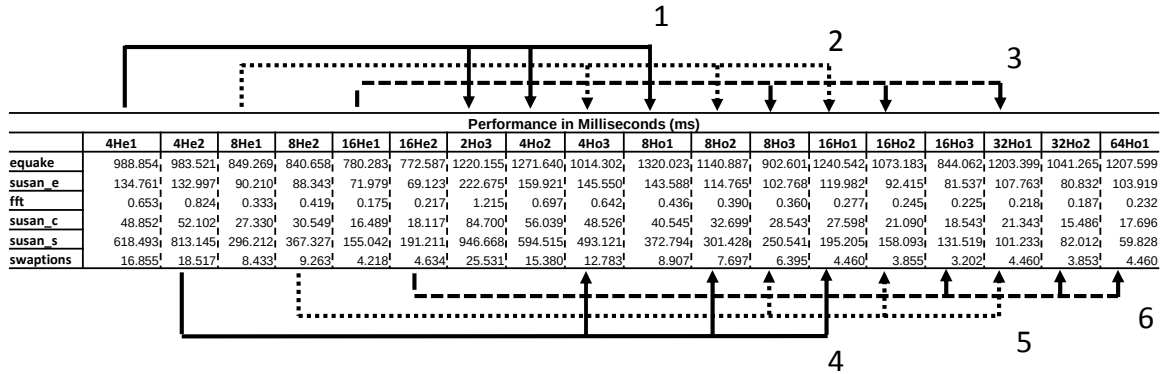 1
2
3
Performance in Milliseconds (ms)
4He1 4He2 8He1 8He2 16He1 16He2 2Ho3 4Ho2 4Ho3 8Ho1 8Ho2 8Ho3 16Ho1 16Ho2 16Ho3 32Ho1 32Ho2 64Ho1
equake 988.854 983.521 849.269 840.658 780.283 772.587 1220.155 1271.640 1014.302 1320.023 1140.887 902.601 1240.542 1073.183 844.062 1203.399 1041.265 1207.599
susan_e 134.761 132.997 90.210 88.343 71.979 69.123 222.675 159.921 145.550 143.588 114.765 102.768 119.982 92.415 81.537 107.763 80.832 103.919
fft 0.653 0.824 0.333 0.419 0.175 0.217 1.215 0.697 0.642 0.436 0.390 0.360 0.277 0.245 0.225 0.218 0.187 0.232
susan_c 48.852 52.102 27.330 30.549 16.489 18.117 84.700 56.039 48.526 40.545 32.699 28.543 27.598 21.090 18.543 21.343 15.486 17.696
susan_s 618.493 813.145 296.212 367.327 155.042 191.211 946.668 594.515 493.121 372.794 301.428 250.541 195.205 158.093 131.519 101.233 82.012 59.828
swaptions 16.855 18.517 8.433 9.263 4.218 4.634 25.531 15.380 12.783 8.907 7.697 6.395 4.460 3.855 3.202 4.460 3.853 4.460
6
5
4